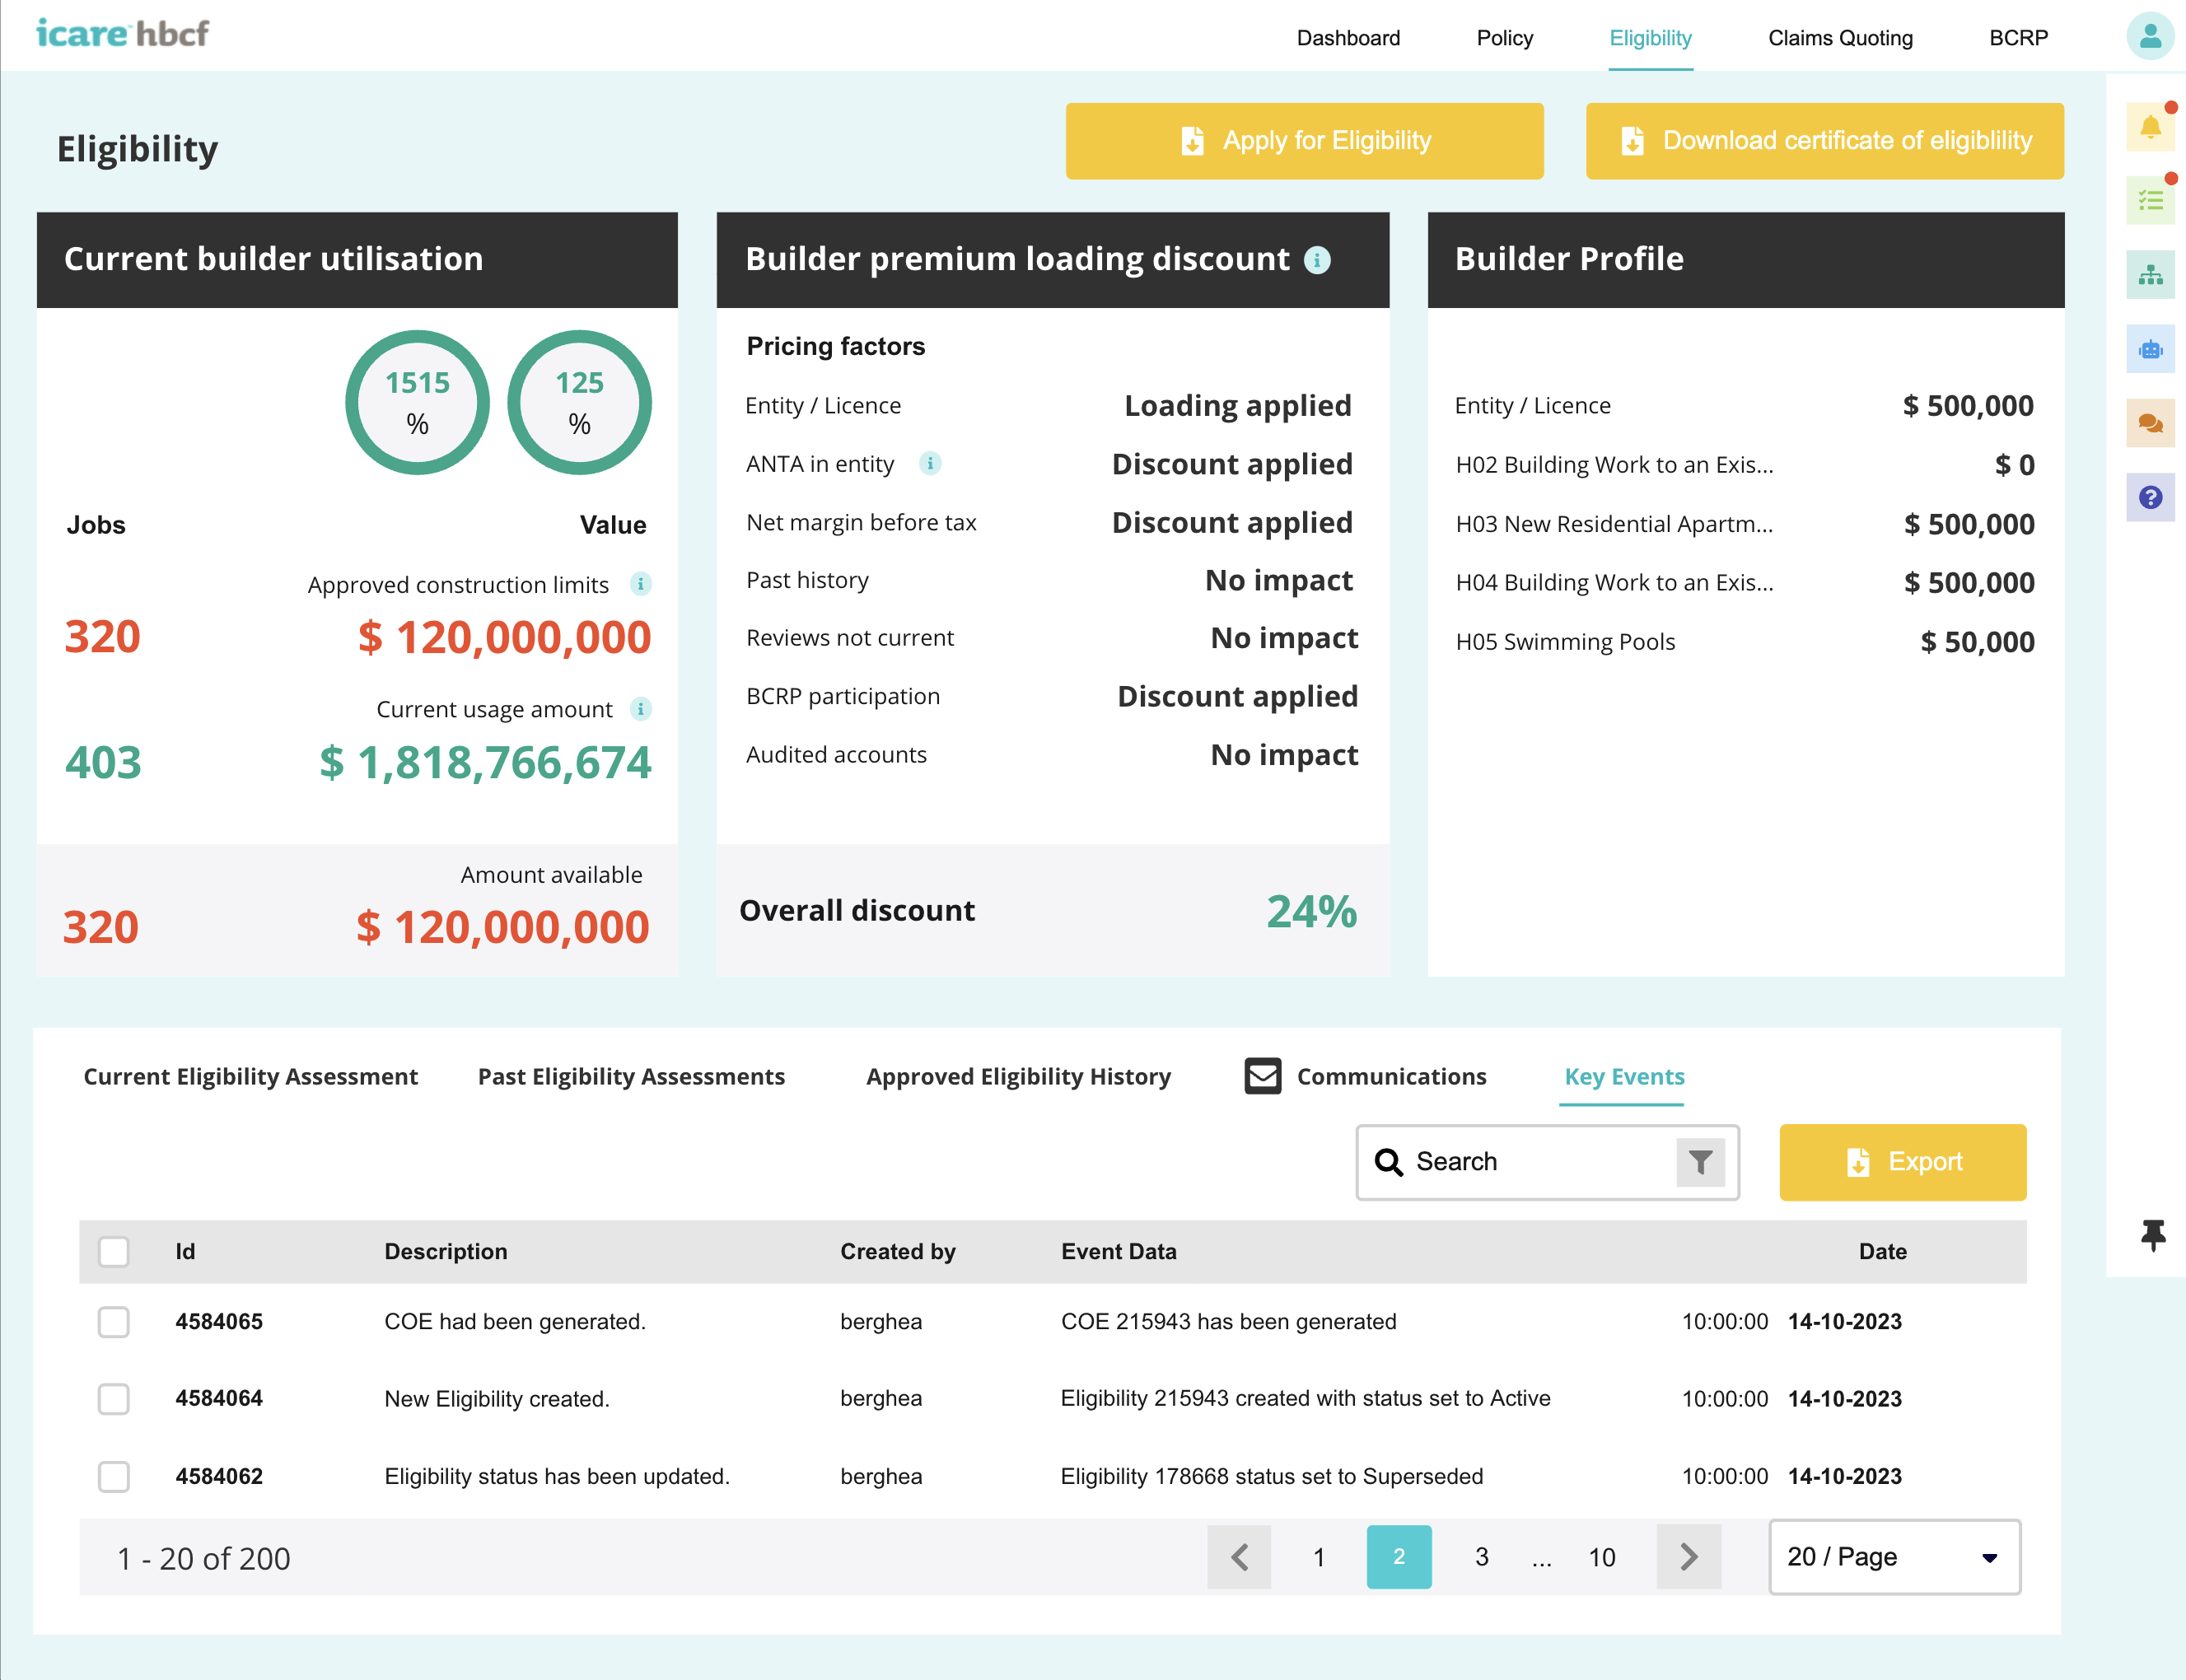 icare™ hbcf
Dashboard Policy Eligibility Claims Quoting BCRP
Eligibility
Apply for Eligibility
Download certificate of eligiblility
Current builder utilisation
1515 %
125 %
Jobs Value
Approved construction limits
320 $ 120,000,000
Current usage amount
403 $ 1,818,766,674
Amount available
320 $ 120,000,000
Builder premium loading discount
Pricing factors
Entity / Licence Loading applied
ANTA in entity Discount applied
Net margin before tax Discount applied
Past history No impact
Reviews not current No impact
BCRP participation Discount applied
Audited accounts No impact
Overall discount 24%
Builder Profile
Entity / Licence $ 500,000
H02 Building Work to an Exis... $ 0
H03 New Residential Apartm... $ 500,000
H04 Building Work to an Exis... $ 500,000
H05 Swimming Pools $ 50,000
Current Eligibility Assessment Past Eligibility Assessments Approved Eligibility History Communications Key Events
Search
Export
Id Description Created by Event Data Date
4584065 COE had been generated. berghea COE 215943 has been generated 10:00:00 14-10-2023
4584064 New Eligibility created. berghea Eligibility 215943 created with status set to Active 10:00:00 14-10-2023
4584062 Eligibility status has been updated. berghea Eligibility 178668 status set to Superseded 10:00:00 14-10-2023
1 - 20 of 200 1 2 3 ... 10 20 / Page